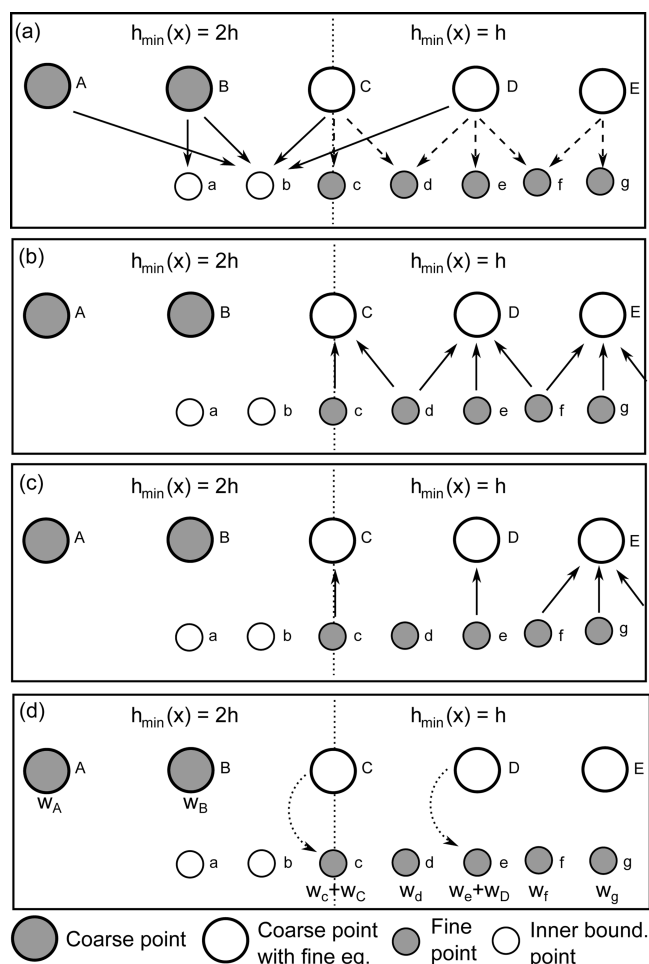 (a) h_min(x) = 2h h_min(x) = h
A B C D E
a b c d e f g
(b) h_min(x) = 2h h_min(x) = h
A B C D E
a b c d e f g
(c) h_min(x) = 2h h_min(x) = h
A B C D E
a b c d e f g
(d) h_min(x) = 2h h_min(x) = h
A B C D E
w_A w_B
a b c d e f g
w_c+w_C w_d w_e+w_D w_f w_g
Coarse point Coarse point Fine Inner bound.
with fine eq. point point